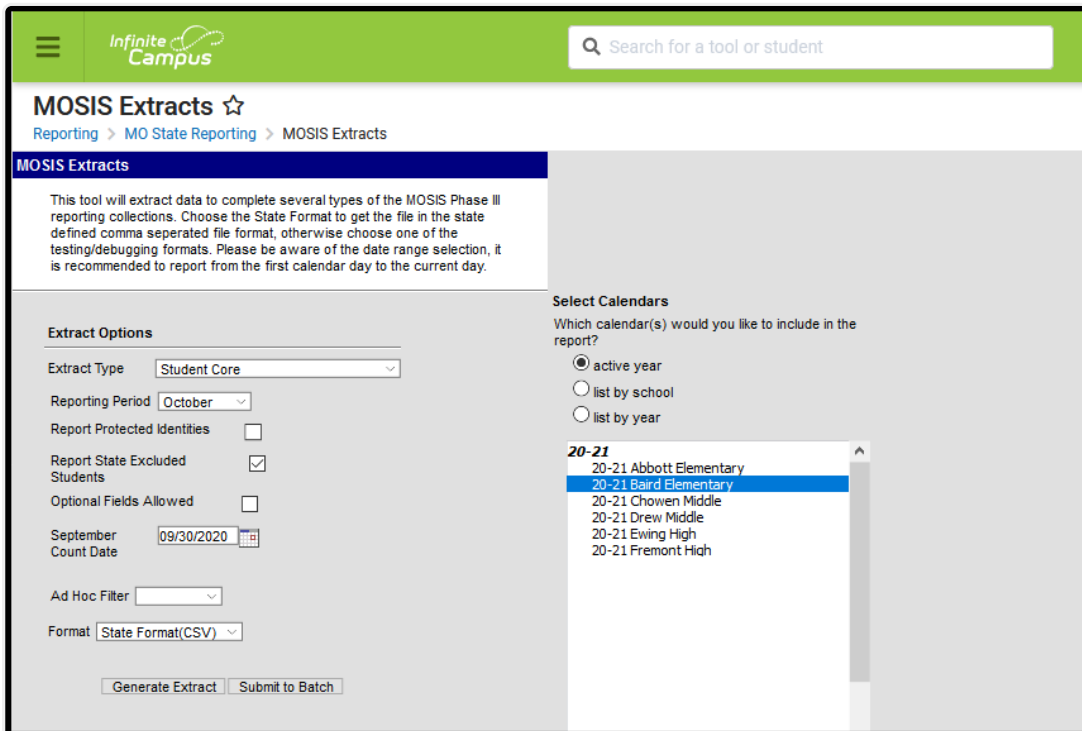 Infinite
Campus
Search for a tool or student
MOSIS Extracts
Reporting > MO State Reporting > MOSIS Extracts
MOSIS Extracts
This tool will extract data to complete several types of the MOSIS Phase III
reporting collections. Choose the State Format to get the file in the state
defined comma seperated file format, otherwise choose one of the
testing/debugging formats. Please be aware of the date range selection, it
is recommended to report from the first calendar day to the current day.
Extract Options
Extract Type Student Core
Reporting Period October
Report Protected Identities
Report State Excluded
Students
Optional Fields Allowed
September
Count Date
09/30/2020
Ad Hoc Filter
Format State Format(CSV)
Generate Extract Submit to Batch
Select Calendars
Which calendar(s) would you like to include in the
report?
active year
list by school
list by year
20-21
20-21 Abbott Elementary
20-21 Baird Elementary
20-21 Chowen Middle
20-21 Drew Middle
20-21 Ewing High
20-21 Fremont High